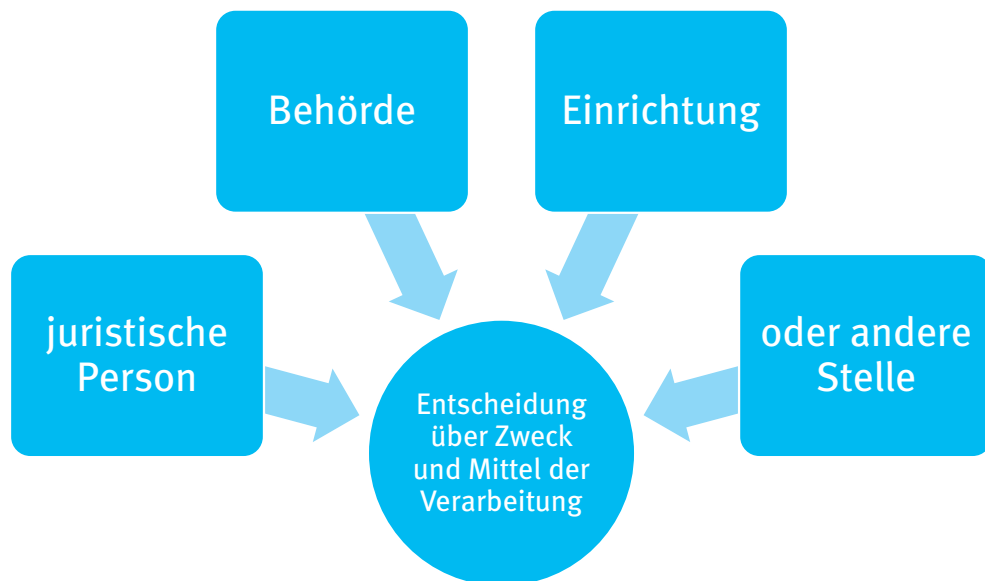 Behörde
Einrichtung
juristische
Person
oder andere
Stelle
Entscheidung
über Zweck
und Mittel der
Verarbeitung